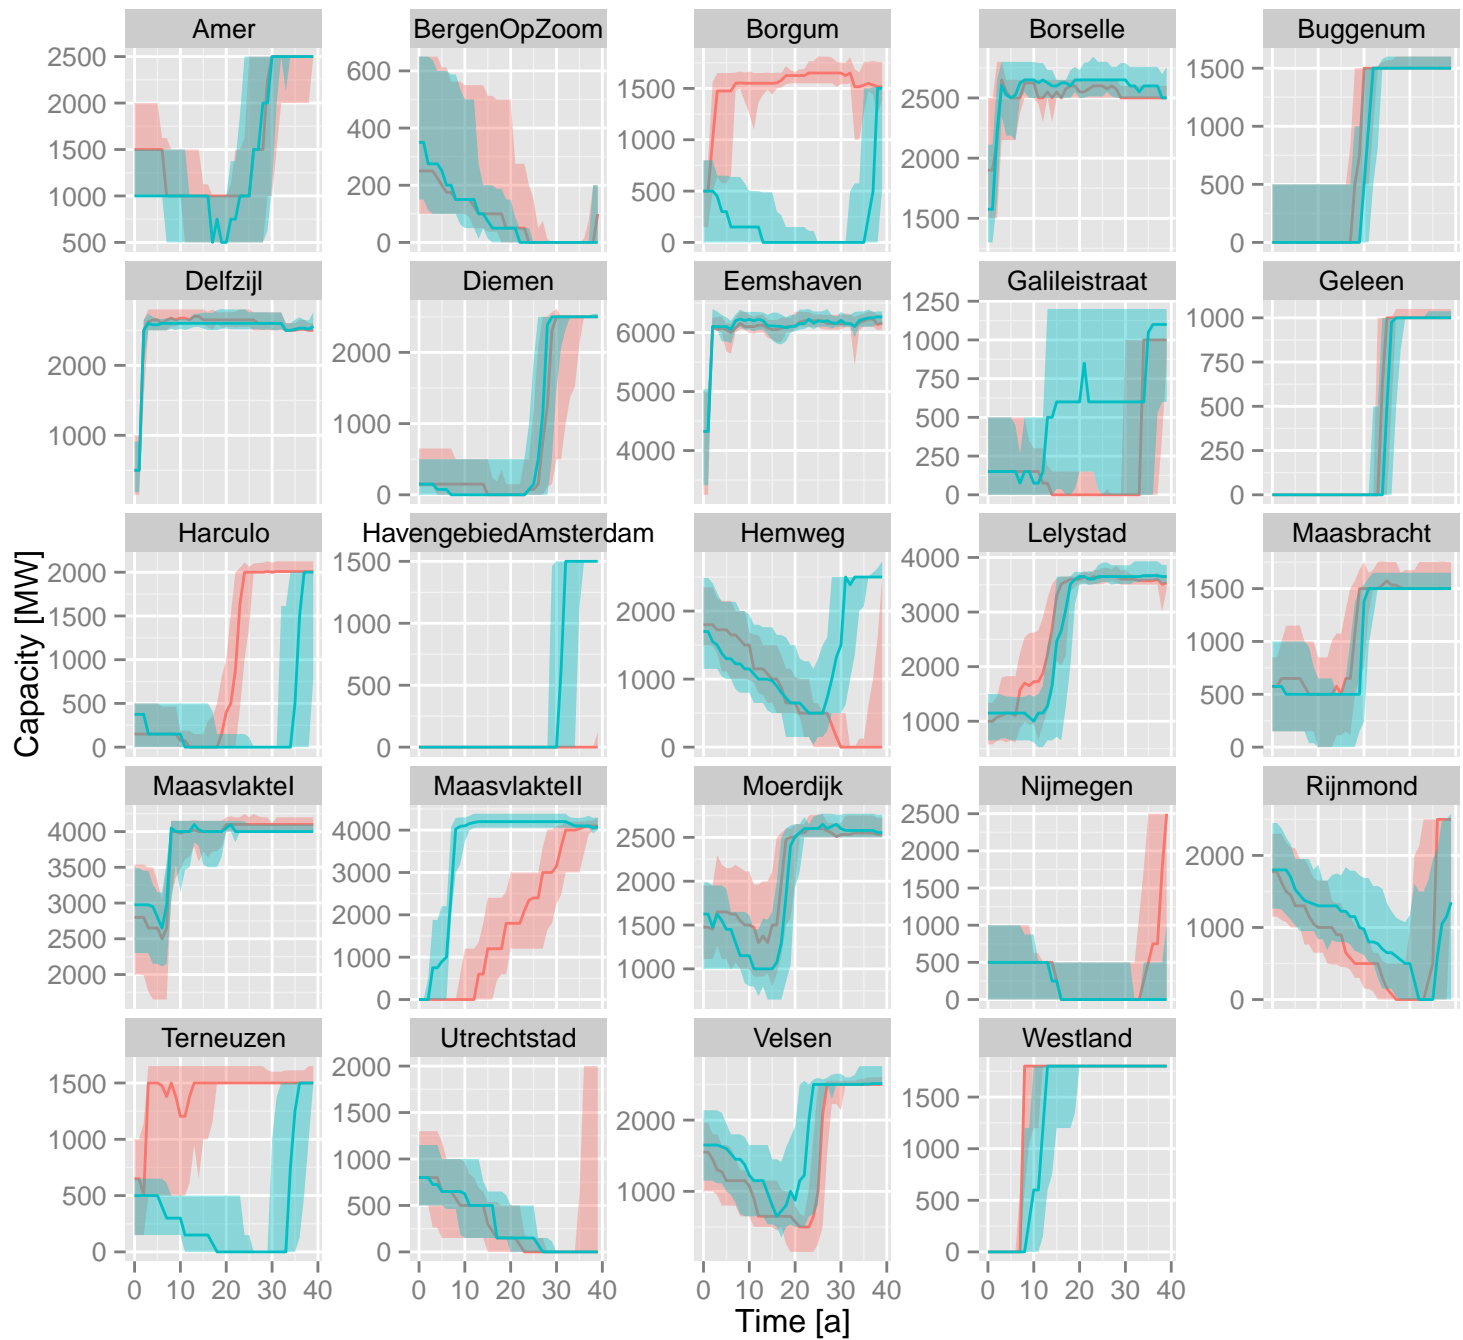 Amer BergenOpZoom Borgum Borselle Buggenum
2500 2000 1500 1000 500
600 400 200 0
1500 1000 500 0
2500 2000 1500
1500 1000 500 0
Delfzijl Diemen Eemshaven Galileistraat Geleen
2000 1000
2000 1000 0
6000 5000 4000
1250 1000 750 500 250 0
1000 750 500 250 0
Harculo HavengebiedAmsterdam Hemweg Lelystad Maasbracht
2000 1500 1000 500 0
1500 1000 500 0
2000 1000 0
4000 3000 2000 1000
1500 1000 500 0
MaasvlakteI MaasvlakteII Moerdijk Nijmegen Rijnmond
4000 3500 3000 2500 2000
4000 3000 2000 1000 0
2500 2000 1500 1000
2500 2000 1500 1000 500 0
2000 1000 0
Terneuzen Utrechtstad Velsen Westland
1500 1000 500 0
2000 1500 1000 500 0
2000 1000
1500 1000 500 0
0 10 20 30 40 0 10 20 30 40 0 10 20 30 40 0 10 20 30 40
Capacity [MW]
Time [a]